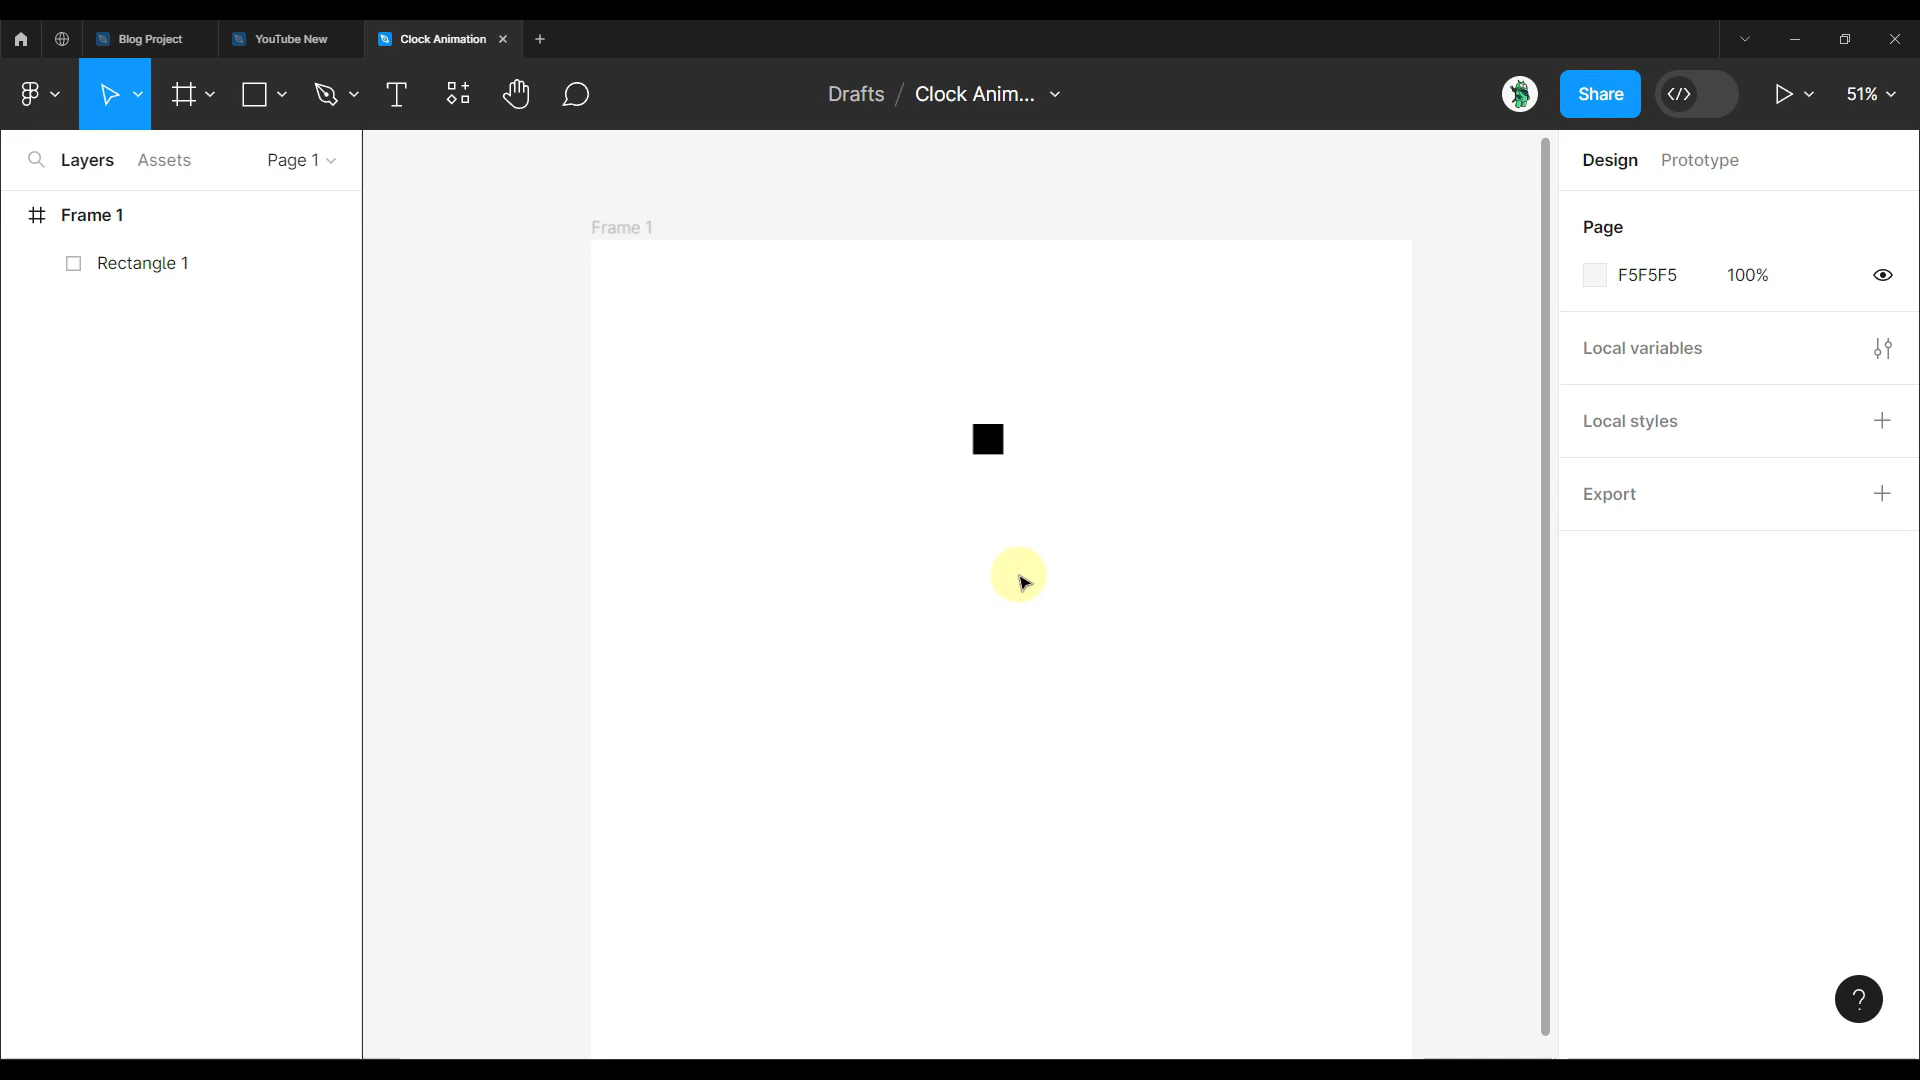 Blog Project
YouTube New
Clock Animation
Drafts / Clock Anim...
Share
51%
Layers
Assets
Page 1
Frame 1
Rectangle 1
Frame 1
Design
Prototype
Page
F5F5F5
100%
Local variables
Local styles
Export
?